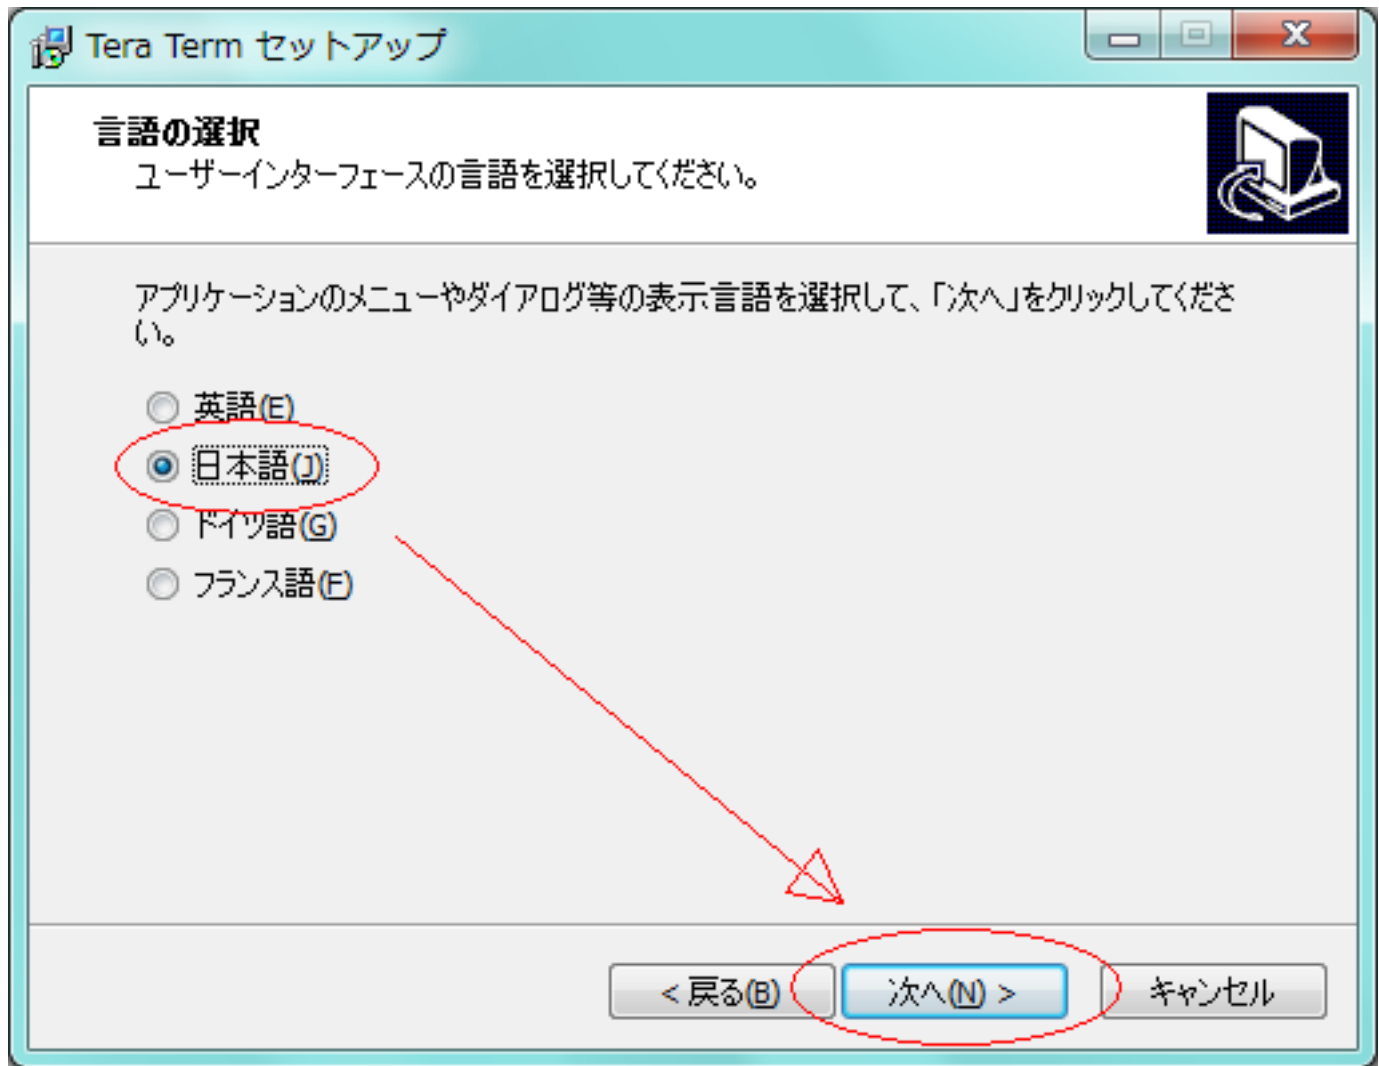 Tera Term セットアップ
言語の選択
ユーザーインターフェースの言語を選択してください。
アプリケーションのメニューやダイアログ等の表示言語を選択して、「次へ」をクリックしてくださ
い。
英語(E)
日本語(J)
ドイツ語(G)
フランス語(F)
< 戻る(B)
次へ(N) >
キャンセル